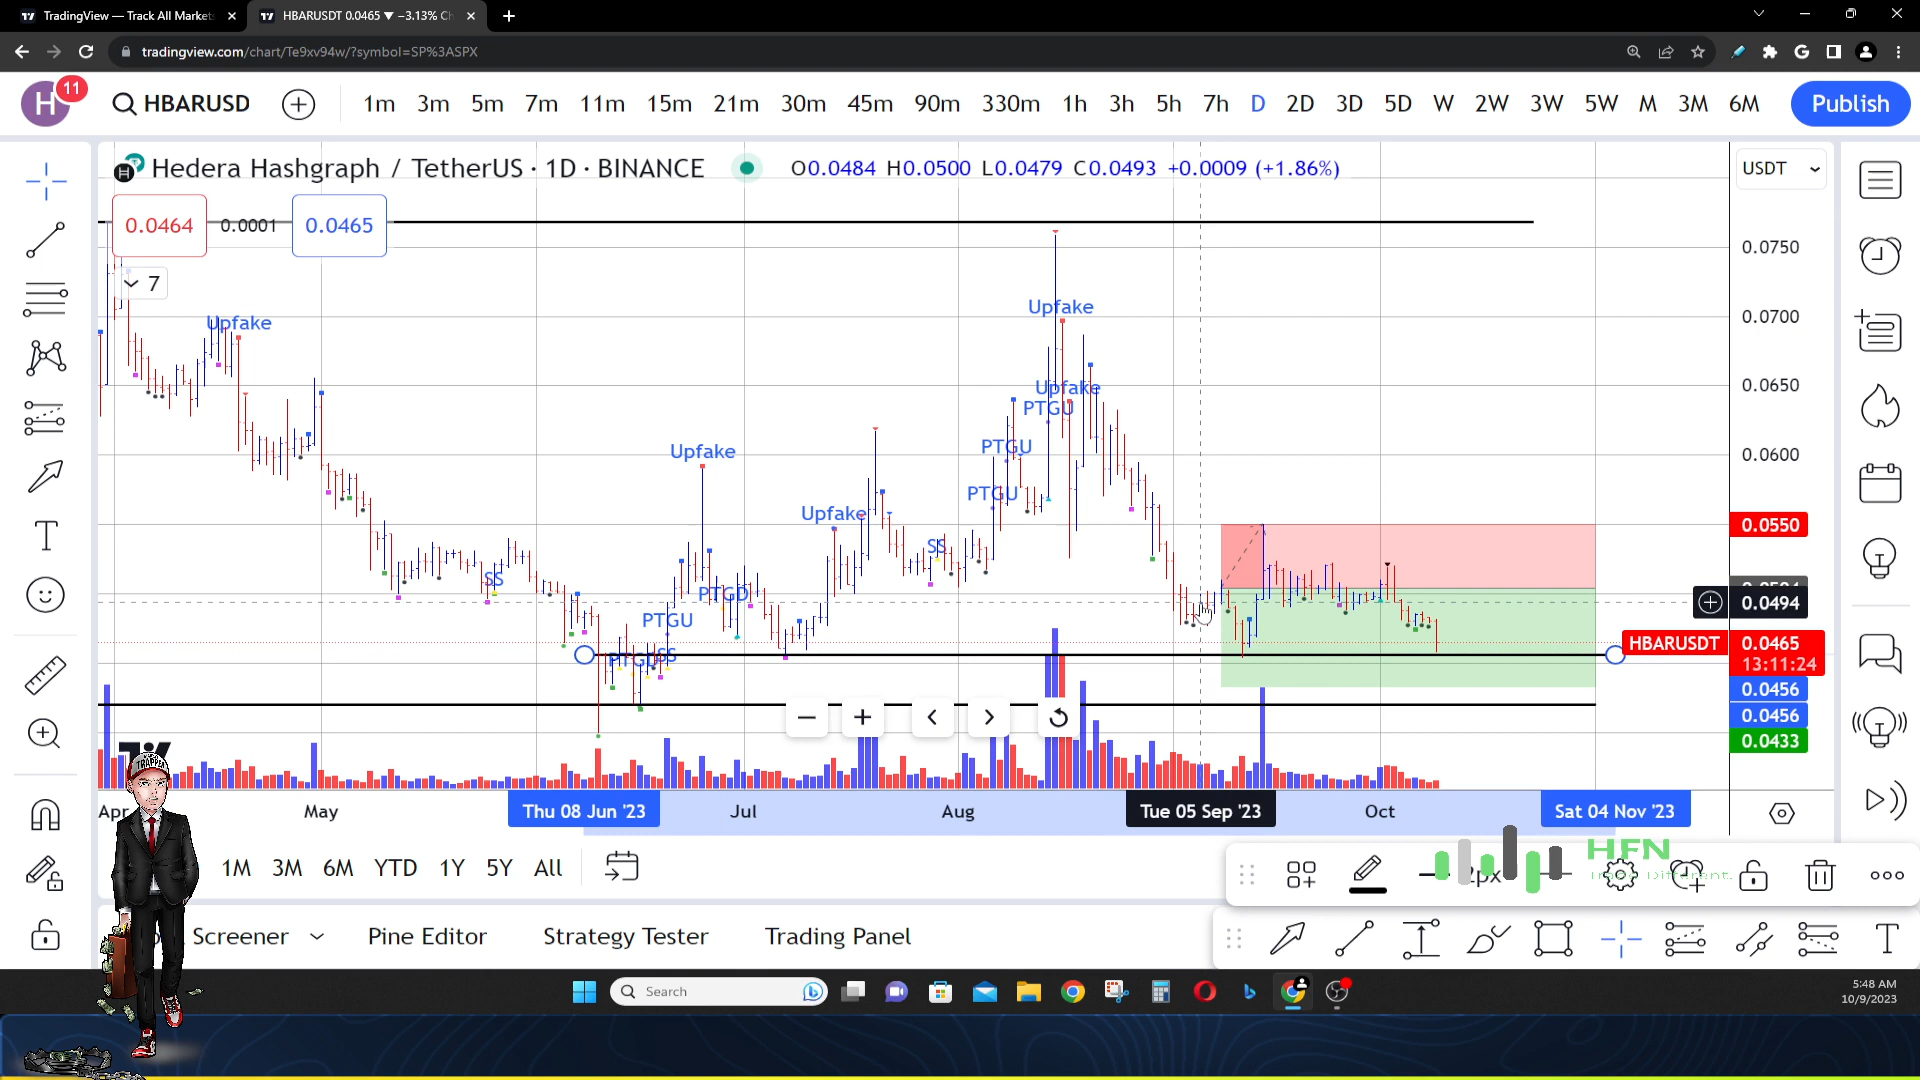 TradingView — Track All Market
HBARUSDT 0.0465 ▼ −3.13% Ch
tradingview.com/chart/Te9xv94w/?symbol=SP%3ASPX
H
11
HBARUSD
1m 3m 5m 7m 11m 15m 21m 30m 45m 90m 330m 1h 3h 5h 7h D 2D 3D 5D W 2W 3W 5W M 3M 6M
Publish
Hedera Hashgraph / TetherUS · 1D · BINANCE
O0.0484 H0.0500 L0.0479 C0.0493 +0.0009 (+1.86%)
USDT
0.0464 0.0001 0.0465
7
0.0750
0.0700
0.0650
0.0600
0.0550
0.0494
HBARUSDT 0.0465
13:11:24
0.0456
0.0456
0.0433
Upfake
Upfake
Upfake
PTGU
PTGU
Upfake
PTGU
Upfake
SS
SS
PTGD
PTGU
SS
Apr
May
Thu 08 Jun '23
Jul
Aug
Tue 05 Sep '23
Oct
Sat 04 Nov '23
1M 3M 6M YTD 1Y 5Y All
HFN
Trade Different.
2px
Screener
Pine Editor
Strategy Tester
Trading Panel
T
T
TRAPPER
Search
5:48 AM
10/9/2023